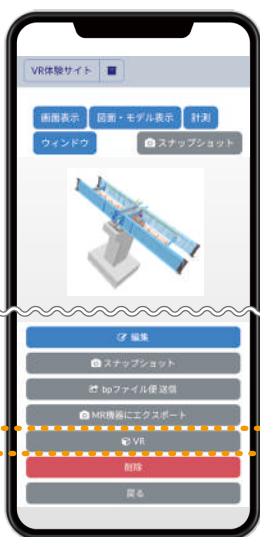 VR体験サイト
画面表示 図面・モデル表示 計測
ウィンドウ スナップショット
編集
スナップショット
bpファイル便 送信
MR機器にエクスポート
VR
削除
戻る